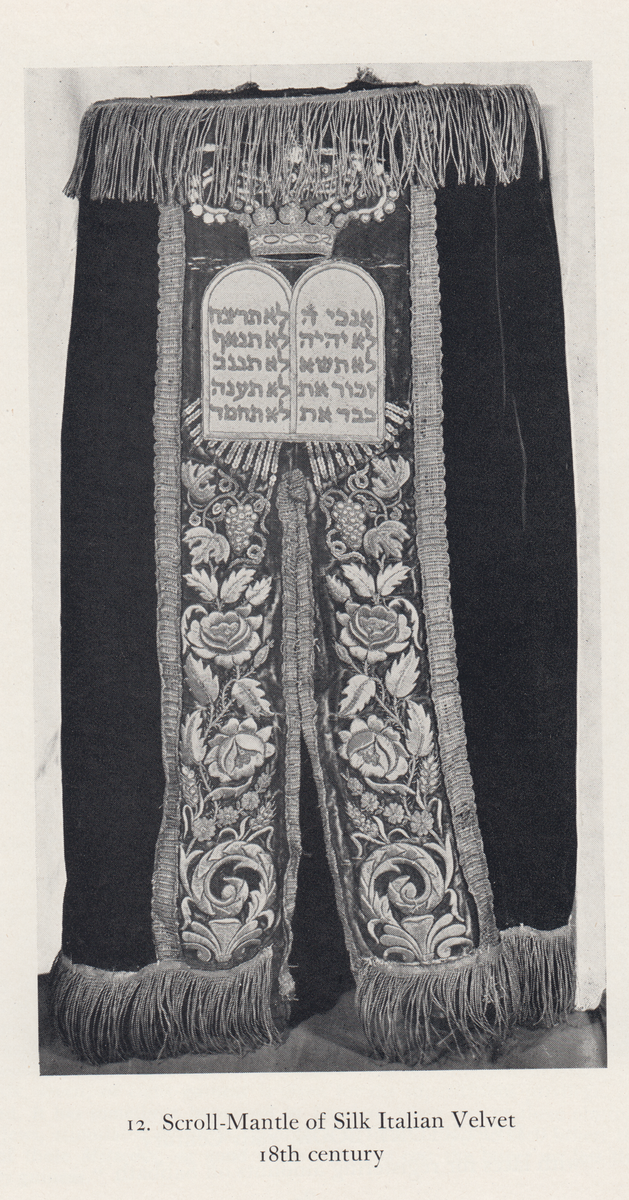 אנכי ה׳
לא יהיה
לא תשא
זכור את
כבד את
לא תרצח
לא תנאף
לא תגנב
לא תענה
לא תחמד
12. Scroll-Mantle of Silk Italian Velvet
18th century